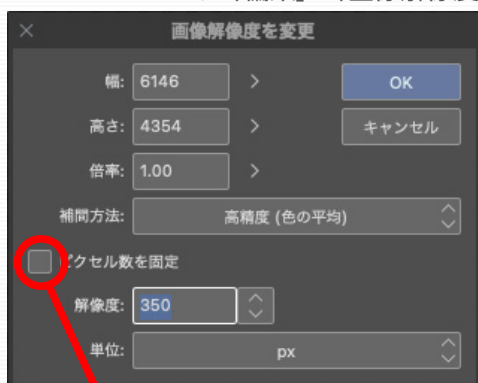 画像解像度を変更
幅: 6146
OK
高さ: 4354
キャンセル
倍率: 1.00
補間方法: 高精度 (色の平均)
ピクセル数を固定
解像度: 350
単位: px